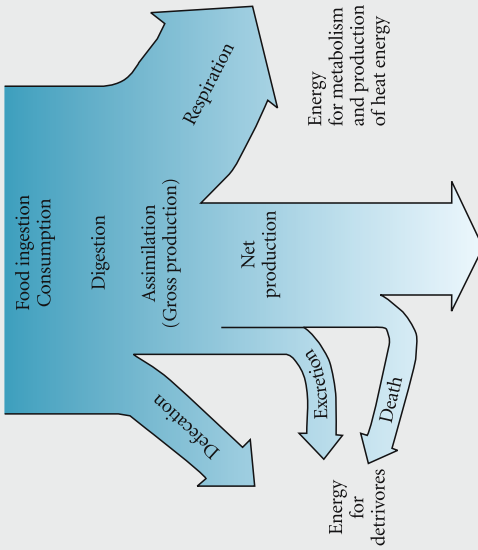 Food ingestion
Consumption
Digestion
Assimilation
(Gross production)
Net
production
Respiration
Energy
for metabolism
and production
of heat energy
Defecation
Excretion
Death
Energy
for
detrivores